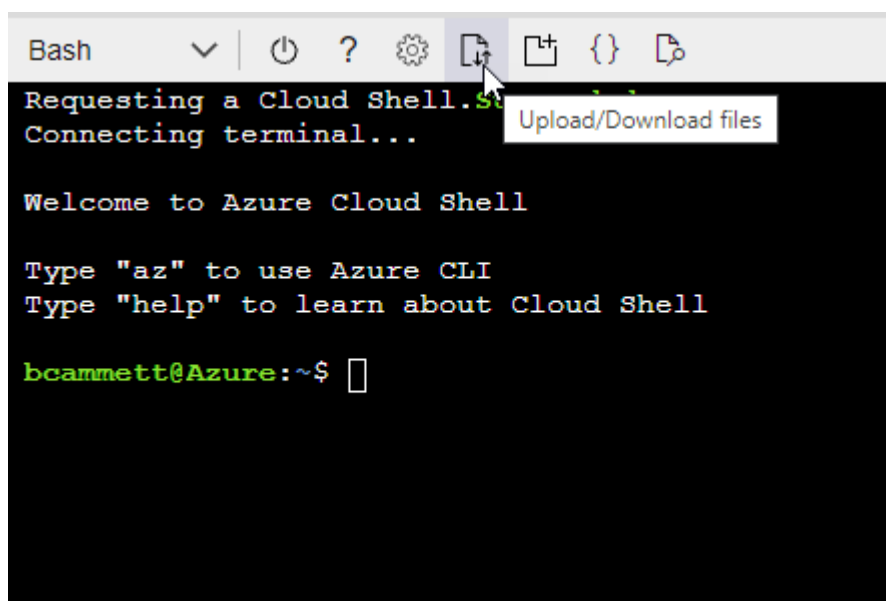 Bash
?
{}
Requesting a Cloud Shell.
Upload/Download files
Connecting terminal...
Welcome to Azure Cloud Shell
Type "az" to use Azure CLI
Type "help" to learn about Cloud Shell
bcammett@Azure:~$